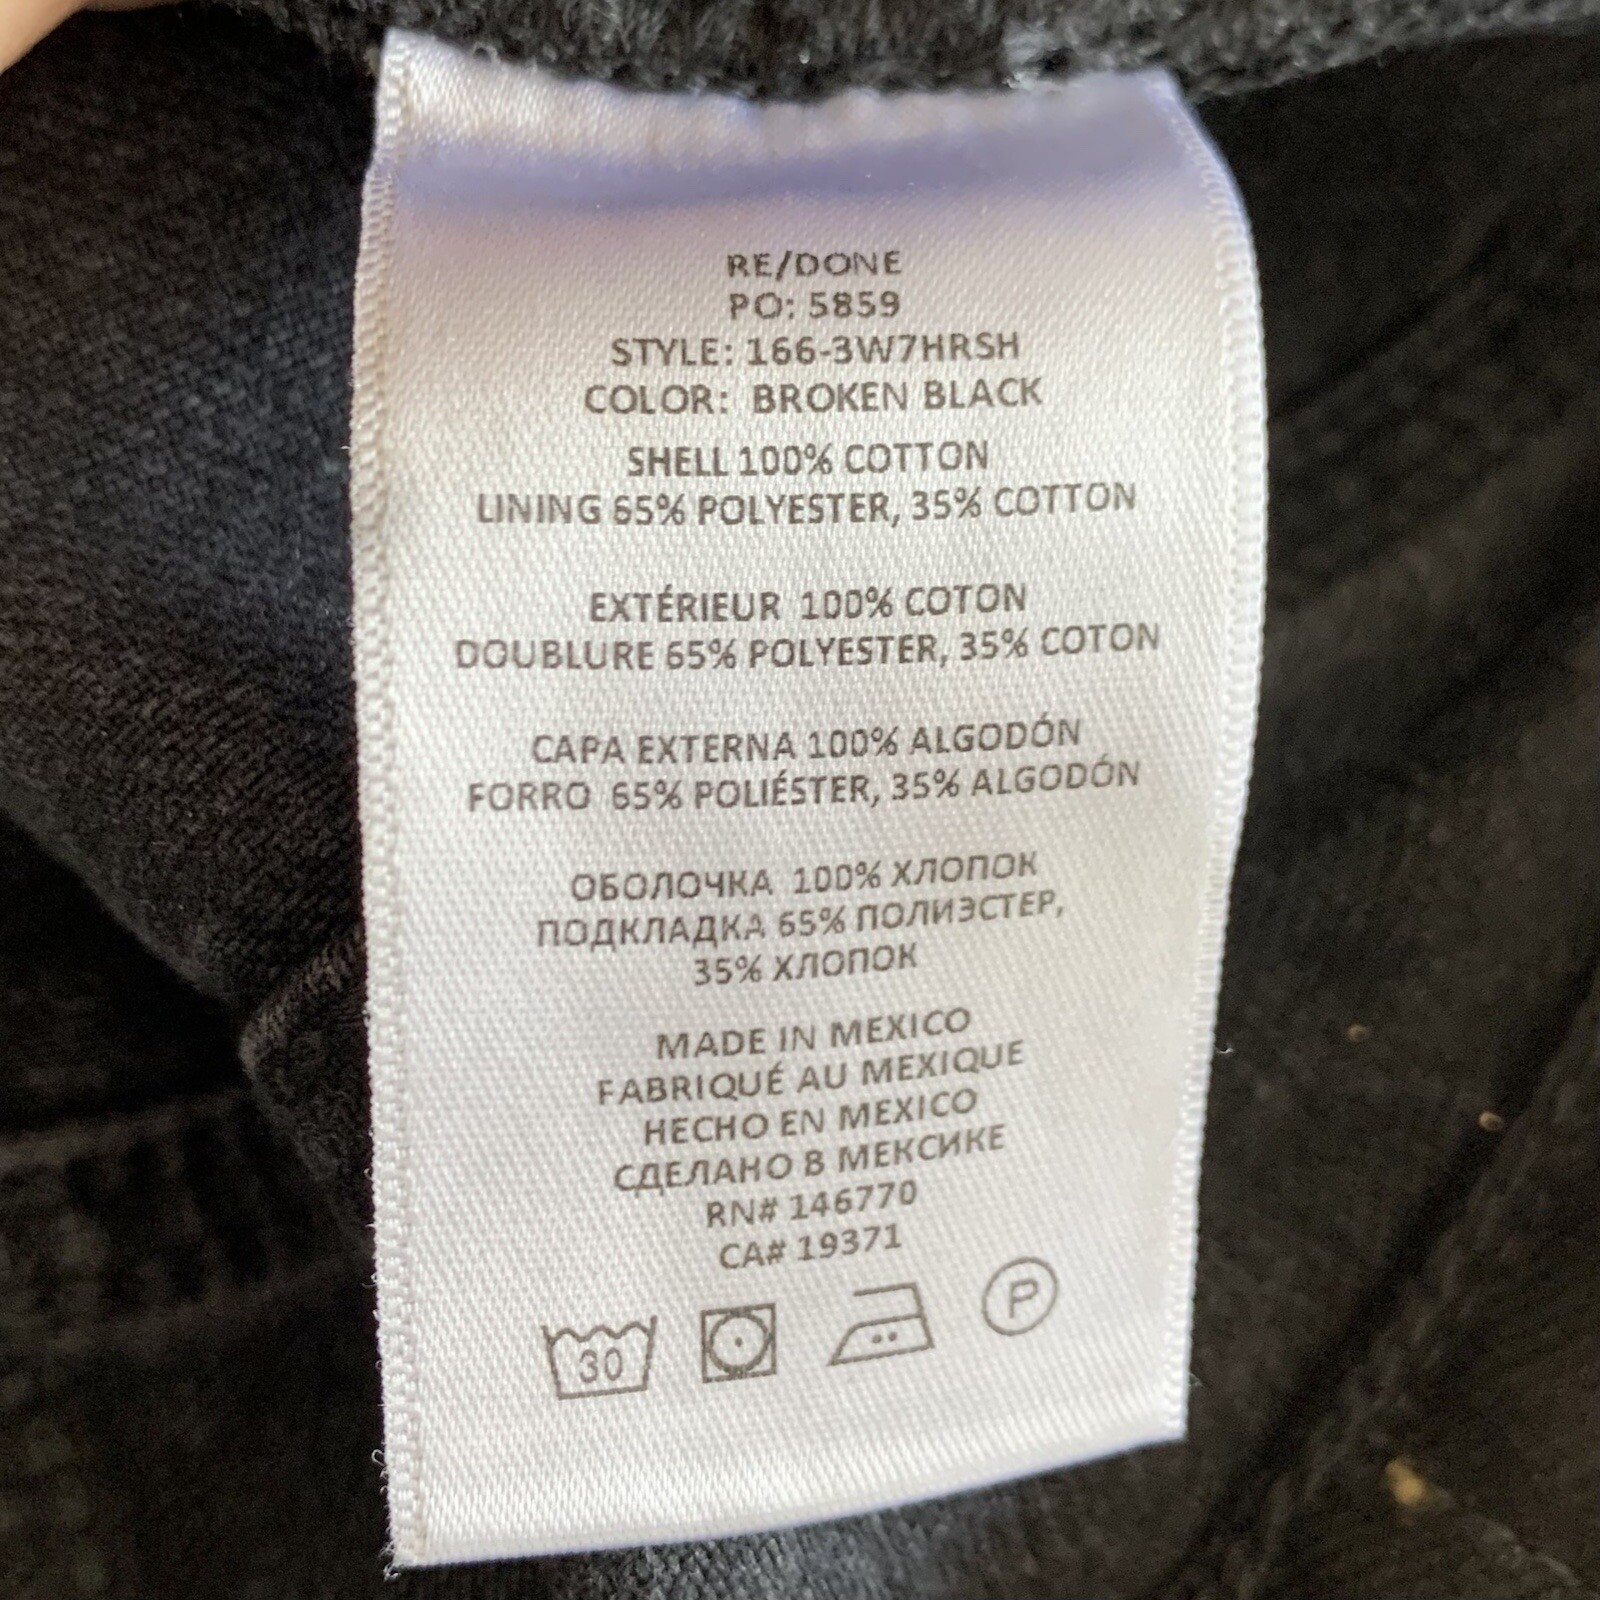 RE/DONE
PO: 5859
STYLE: 166-3W7HRSH
COLOR: BROKEN BLACK
SHELL 100% COTTON
LINING 65% POLYESTER, 35% COTTON
EXTÉRIEUR 100% COTON
DOUBLURE 65% POLYESTER, 35% COTON
CAPA EXTERNA 100% ALGODÓN
FORRO 65% POLIÉSTER, 35% ALGODÓN
ОБОЛОЧКА 100% ХЛОПОК
ПОДКЛАДКА 65% ПОЛИЭСТЕР,
35% ХЛОПОК
MADE IN MEXICO
FABRIQUÉ AU MEXIQUE
HECHO EN MEXICO
СДЕЛАНО В МЕКСИКЕ
RN# 146770
CA# 19371
30 P